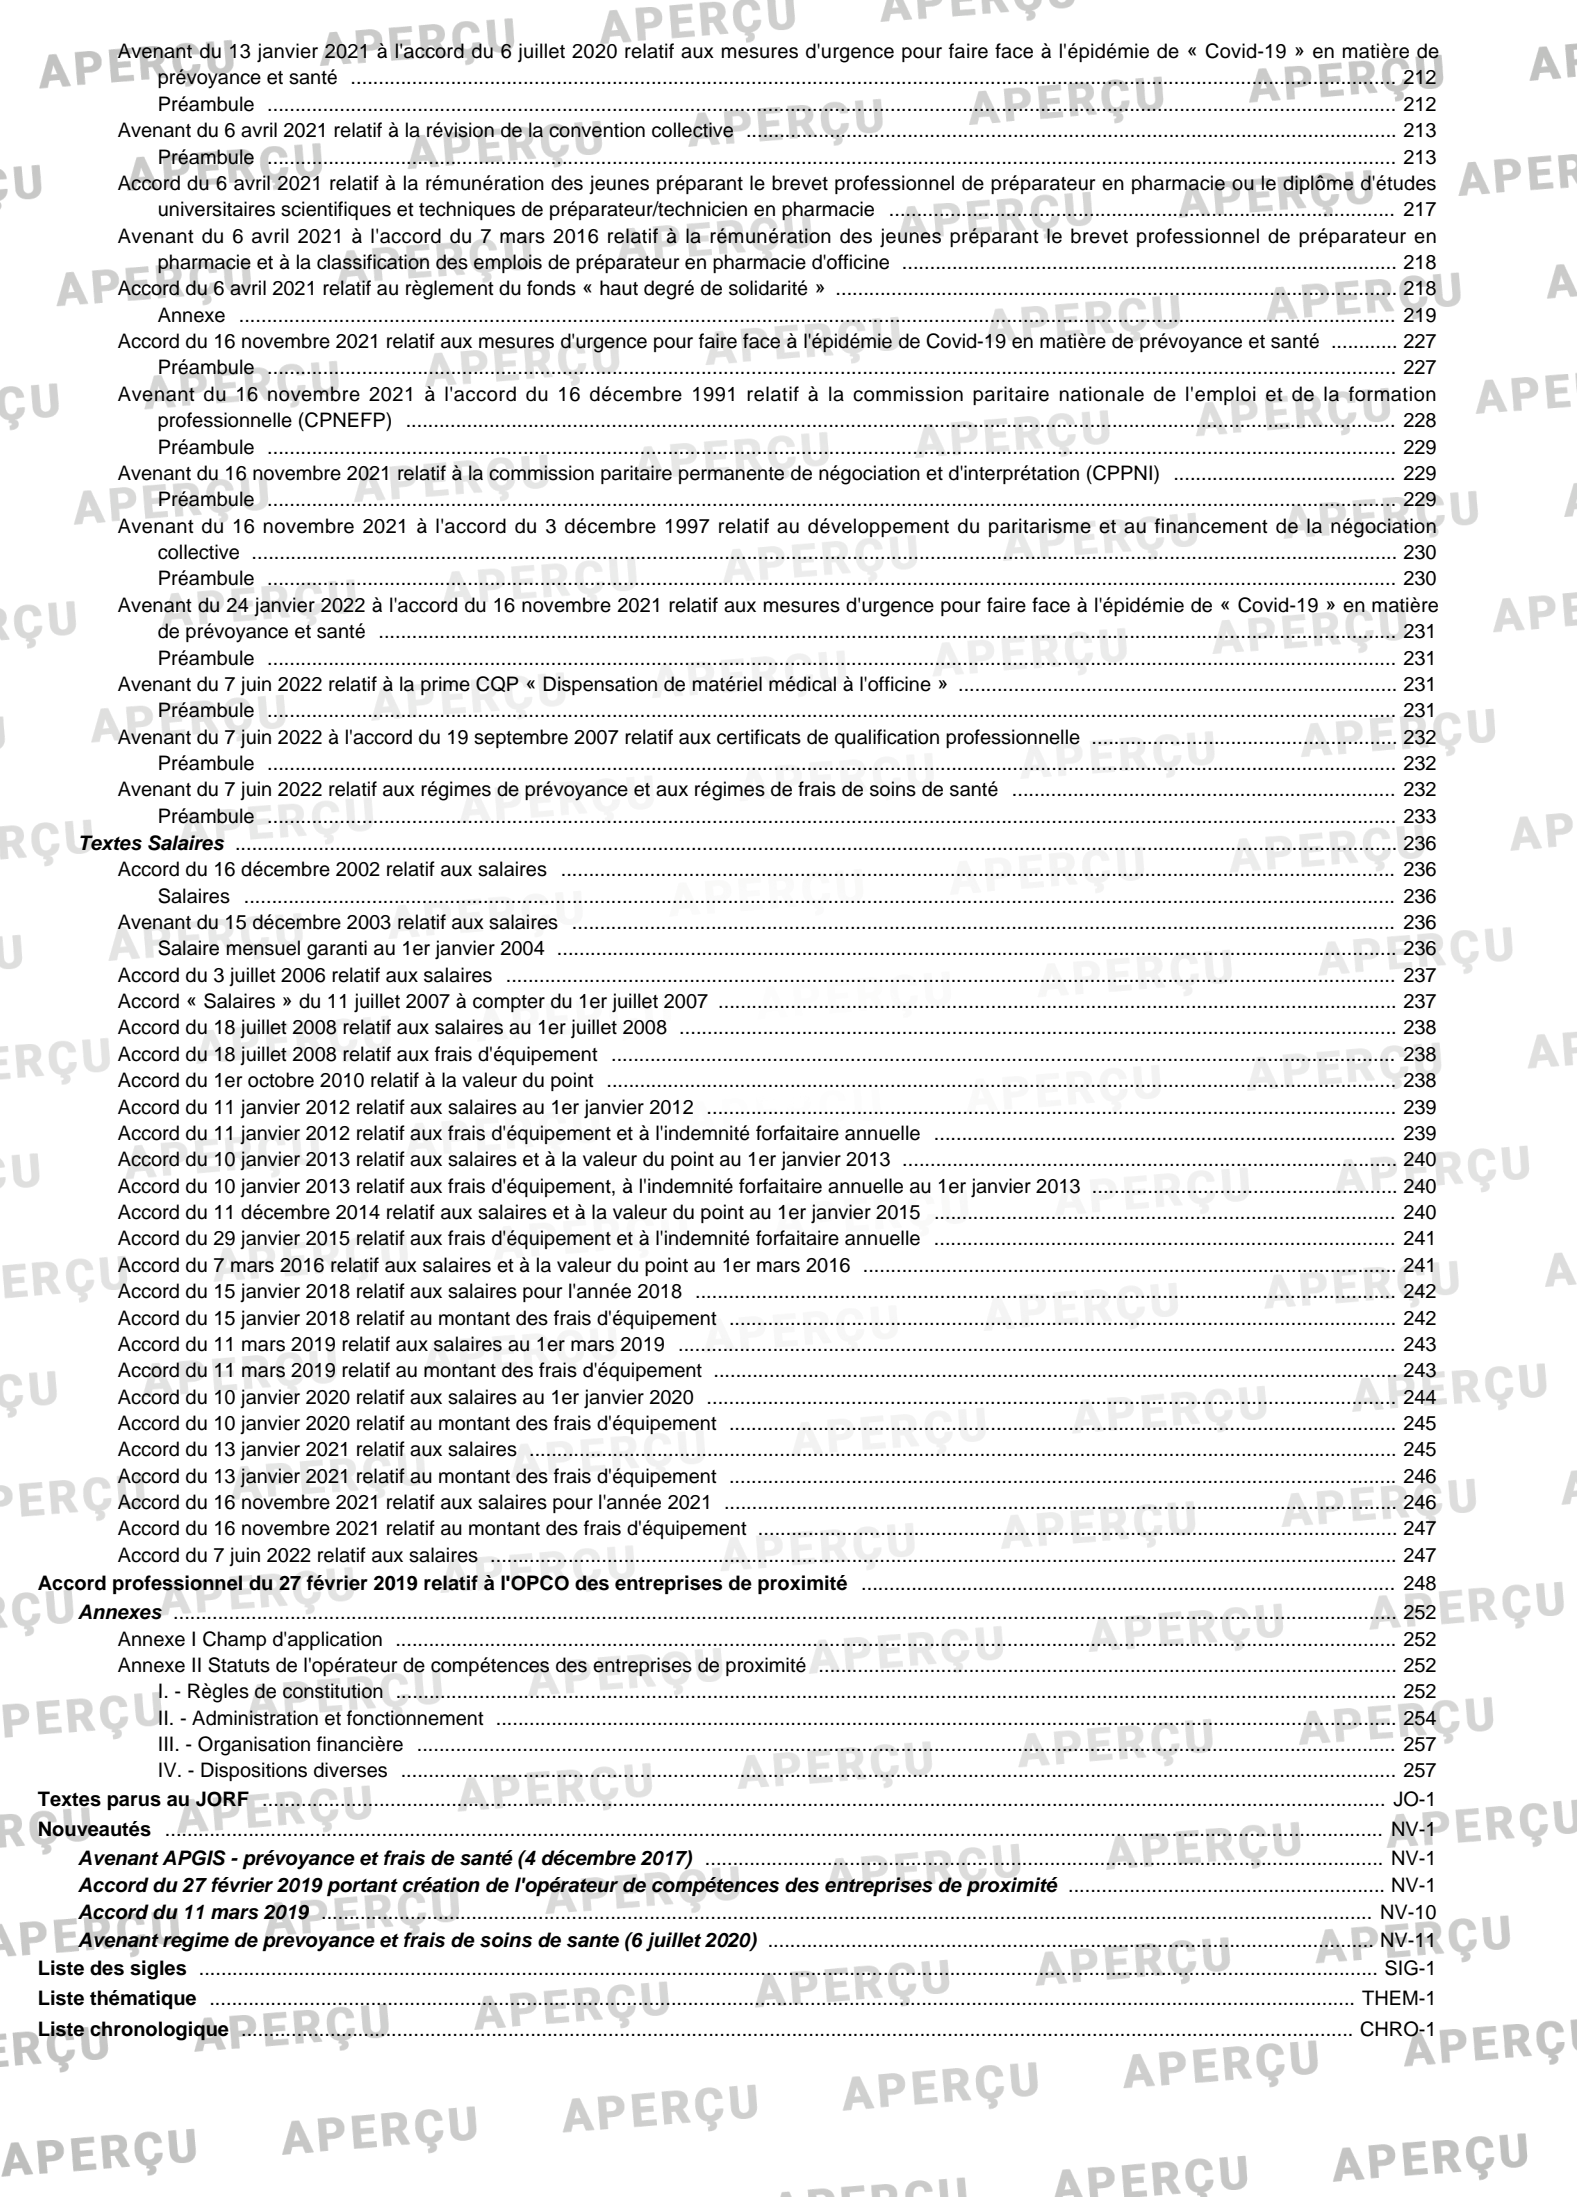 Avenant du 13 janvier 2021 à l'accord du 6 juillet 2020 relatif aux mesures d'urgence pour faire face à l'épidémie de « Covid-19 » en matière de
prévoyance et santé ... 212
Préambule ... 212
Avenant du 6 avril 2021 relatif à la révision de la convention collective ... 213
Préambule ... 213
Accord du 6 avril 2021 relatif à la rémunération des jeunes préparant le brevet professionnel de préparateur en pharmacie ou le diplôme d'études
universitaires scientifiques et techniques de préparateur/technicien en pharmacie ... 217
Avenant du 6 avril 2021 à l'accord du 7 mars 2016 relatif à la rémunération des jeunes préparant le brevet professionnel de préparateur en
pharmacie et à la classification des emplois de préparateur en pharmacie d'officine ... 218
Accord du 6 avril 2021 relatif au règlement du fonds « haut degré de solidarité » ... 218
Annexe ... 219
Accord du 16 novembre 2021 relatif aux mesures d'urgence pour faire face à l'épidémie de Covid-19 en matière de prévoyance et santé ... 227
Préambule ... 227
Avenant du 16 novembre 2021 à l'accord du 16 décembre 1991 relatif à la commission paritaire nationale de l'emploi et de la formation
professionnelle (CPNEFP) ... 228
Préambule ... 229
Avenant du 16 novembre 2021 relatif à la commission paritaire permanente de négociation et d'interprétation (CPPNI) ... 229
Préambule ... 229
Avenant du 16 novembre 2021 à l'accord du 3 décembre 1997 relatif au développement du paritarisme et au financement de la négociation
collective ... 230
Préambule ... 230
Avenant du 24 janvier 2022 à l'accord du 16 novembre 2021 relatif aux mesures d'urgence pour faire face à l'épidémie de « Covid-19 » en matière
de prévoyance et santé ... 231
Préambule ... 231
Avenant du 7 juin 2022 relatif à la prime CQP « Dispensation de matériel médical à l'officine » ... 231
Préambule ... 231
Avenant du 7 juin 2022 à l'accord du 19 septembre 2007 relatif aux certificats de qualification professionnelle ... 232
Préambule ... 232
Avenant du 7 juin 2022 relatif aux régimes de prévoyance et aux régimes de frais de soins de santé ... 232
Préambule ... 233
Textes Salaires ... 236
Accord du 16 décembre 2002 relatif aux salaires ... 236
Salaires ... 236
Avenant du 15 décembre 2003 relatif aux salaires ... 236
Salaire mensuel garanti au 1er janvier 2004 ... 236
Accord du 3 juillet 2006 relatif aux salaires ... 237
Accord « Salaires » du 11 juillet 2007 à compter du 1er juillet 2007 ... 237
Accord du 18 juillet 2008 relatif aux salaires au 1er juillet 2008 ... 238
Accord du 18 juillet 2008 relatif aux frais d'équipement ... 238
Accord du 1er octobre 2010 relatif à la valeur du point ... 238
Accord du 11 janvier 2012 relatif aux salaires au 1er janvier 2012 ... 239
Accord du 11 janvier 2012 relatif aux frais d'équipement et à l'indemnité forfaitaire annuelle ... 239
Accord du 10 janvier 2013 relatif aux salaires et à la valeur du point au 1er janvier 2013 ... 240
Accord du 10 janvier 2013 relatif aux frais d'équipement, à l'indemnité forfaitaire annuelle au 1er janvier 2013 ... 240
Accord du 11 décembre 2014 relatif aux salaires et à la valeur du point au 1er janvier 2015 ... 240
Accord du 29 janvier 2015 relatif aux frais d'équipement et à l'indemnité forfaitaire annuelle ... 241
Accord du 7 mars 2016 relatif aux salaires et à la valeur du point au 1er mars 2016 ... 241
Accord du 15 janvier 2018 relatif aux salaires pour l'année 2018 ... 242
Accord du 15 janvier 2018 relatif au montant des frais d'équipement ... 242
Accord du 11 mars 2019 relatif aux salaires au 1er mars 2019 ... 243
Accord du 11 mars 2019 relatif au montant des frais d'équipement ... 243
Accord du 10 janvier 2020 relatif aux salaires au 1er janvier 2020 ... 244
Accord du 10 janvier 2020 relatif au montant des frais d'équipement ... 245
Accord du 13 janvier 2021 relatif aux salaires ... 245
Accord du 13 janvier 2021 relatif au montant des frais d'équipement ... 246
Accord du 16 novembre 2021 relatif aux salaires pour l'année 2021 ... 246
Accord du 16 novembre 2021 relatif au montant des frais d'équipement ... 247
Accord du 7 juin 2022 relatif aux salaires ... 247
Accord professionnel du 27 février 2019 relatif à l'OPCO des entreprises de proximité ... 248
Annexes ... 252
Annexe I Champ d'application ... 252
Annexe II Statuts de l'opérateur de compétences des entreprises de proximité ... 252
I. - Règles de constitution ... 252
II. - Administration et fonctionnement ... 254
III. - Organisation financière ... 257
IV. - Dispositions diverses ... 257
Textes parus au JORF ... JO-1
Nouveautés ... NV-1
Avenant APGIS - prévoyance et frais de santé (4 décembre 2017) ... NV-1
Accord du 27 février 2019 portant création de l'opérateur de compétences des entreprises de proximité ... NV-1
Accord du 11 mars 2019 ... NV-10
Avenant regime de prevoyance et frais de soins de sante (6 juillet 2020) ... NV-11
Liste des sigles ... SIG-1
Liste thématique ... THEM-1
Liste chronologique ... CHRO-1
APERÇU